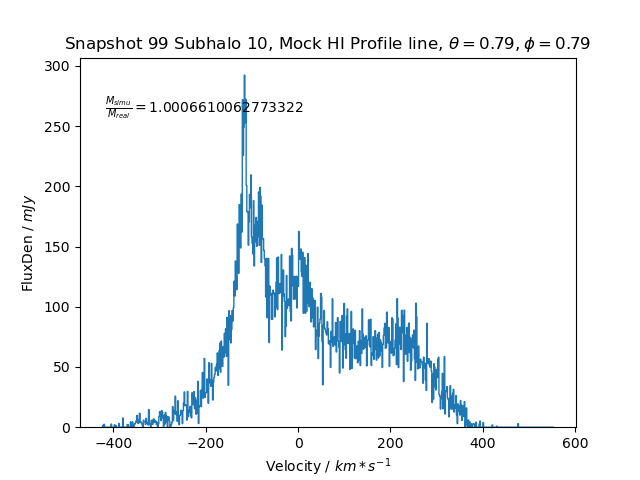 Snapshot 99 Subhalo 10, Mock HI Profile line, θ = 0.79, ϕ = 0.79
300
M_simu/M_real = 1.0006610062773322
250
200
FluxDen / mJy
150
100
50
0
−400 −200 0 200 400 600
Velocity / km * s⁻¹